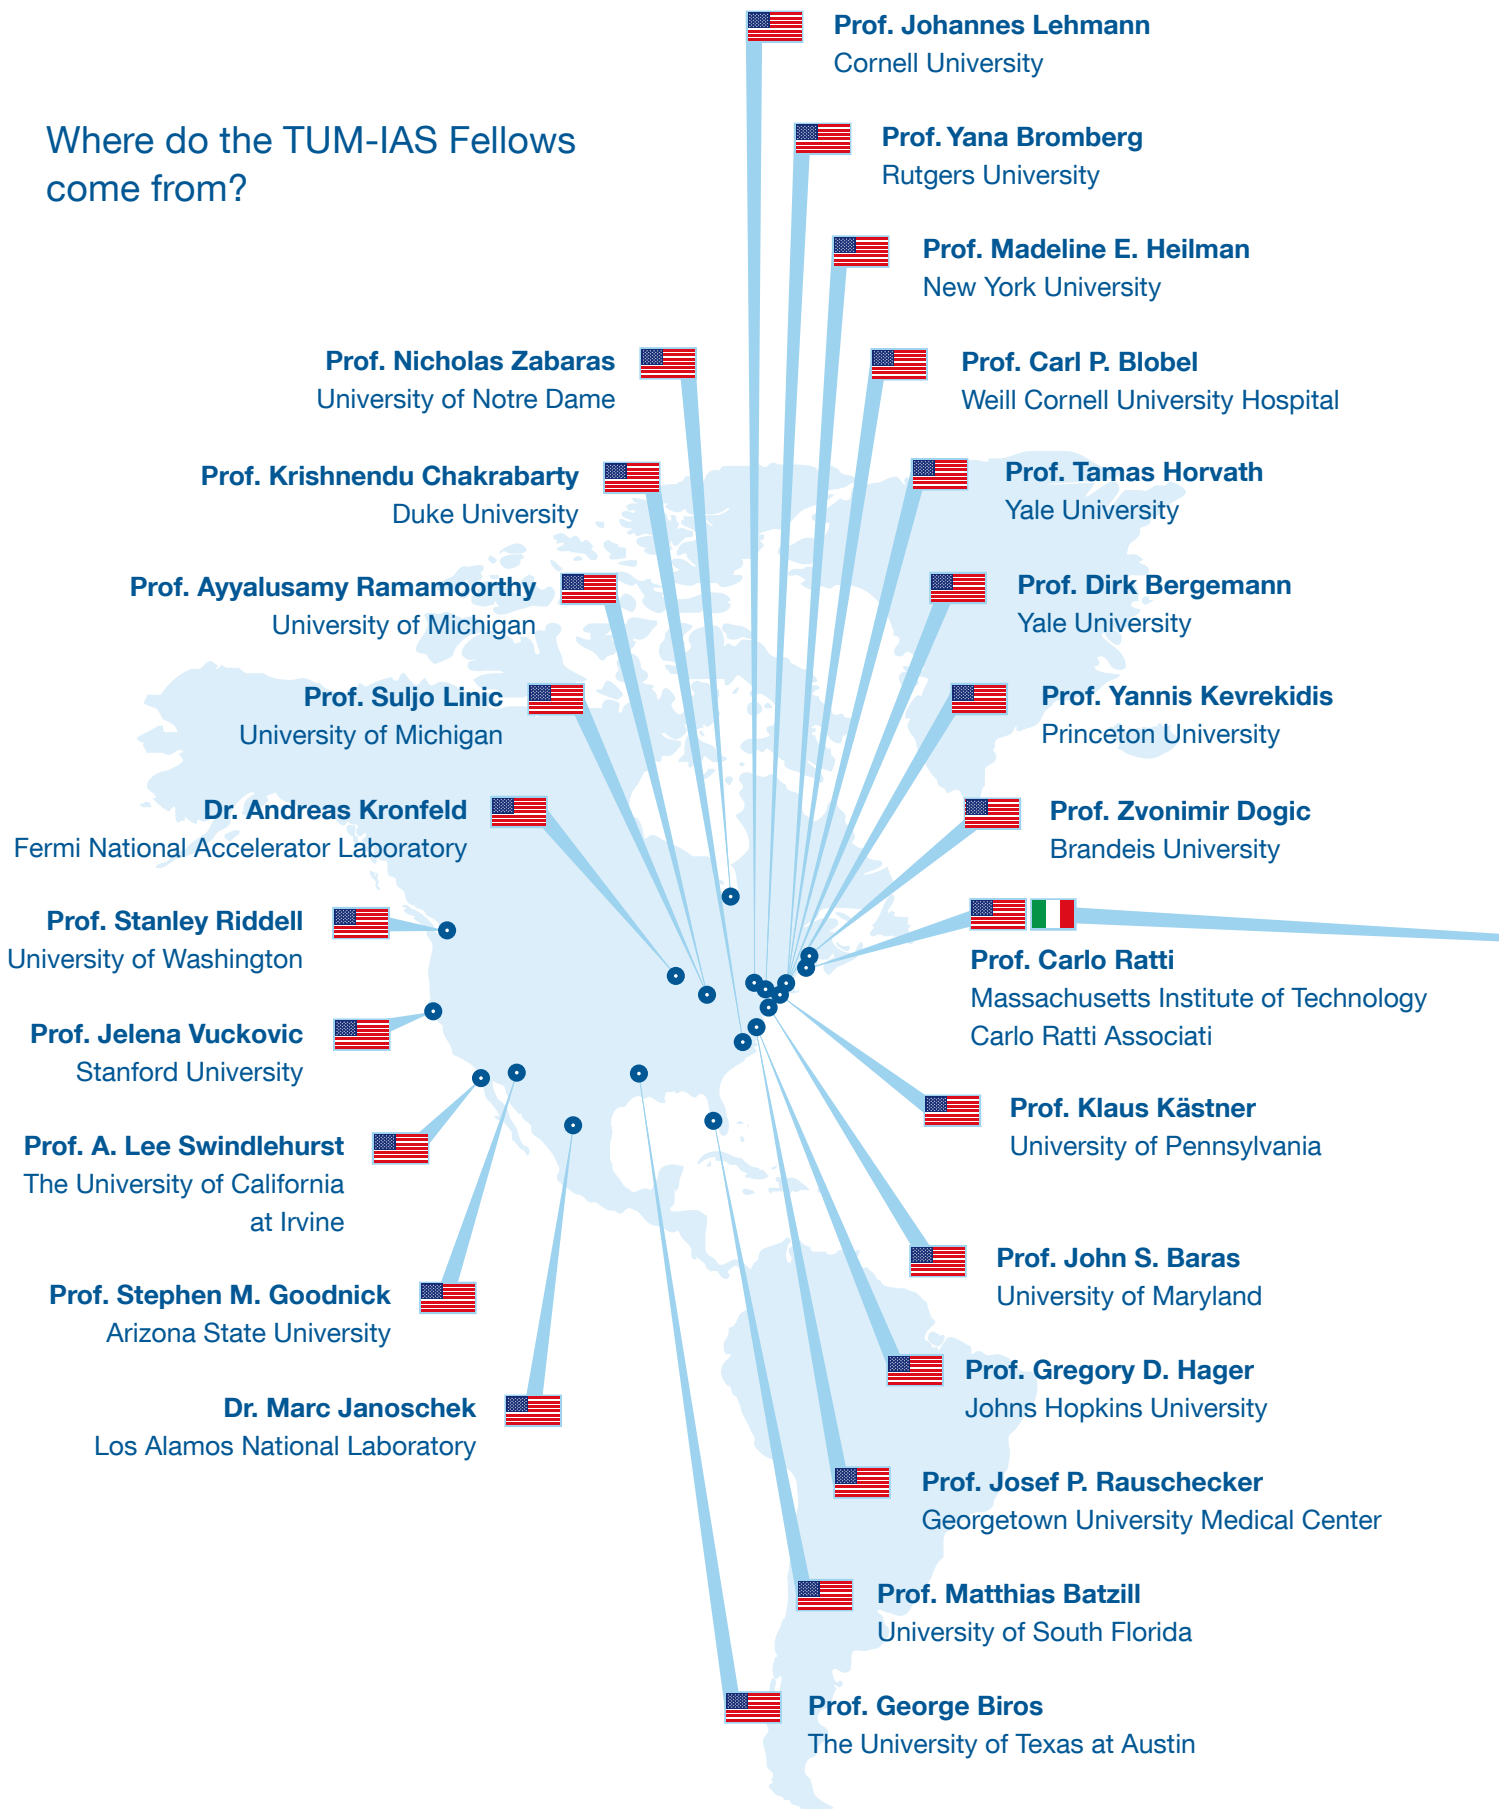 Where do the TUM-IAS Fellows
come from?
Prof. Johannes Lehmann
Cornell University
Prof. Yana Bromberg
Rutgers University
Prof. Madeline E. Heilman
New York University
Prof. Nicholas Zabaras
University of Notre Dame
Prof. Carl P. Blobel
Weill Cornell University Hospital
Prof. Krishnendu Chakrabarty
Duke University
Prof. Tamas Horvath
Yale University
Prof. Ayyalusamy Ramamoorthy
University of Michigan
Prof. Dirk Bergemann
Yale University
Prof. Suljo Linic
University of Michigan
Prof. Yannis Kevrekidis
Princeton University
Dr. Andreas Kronfeld
Fermi National Accelerator Laboratory
Prof. Zvonimir Dogic
Brandeis University
Prof. Stanley Riddell
University of Washington
Prof. Carlo Ratti
Massachusetts Institute of Technology
Carlo Ratti Associati
Prof. Jelena Vuckovic
Stanford University
Prof. Klaus Kästner
University of Pennsylvania
Prof. A. Lee Swindlehurst
The University of California
at Irvine
Prof. John S. Baras
University of Maryland
Prof. Stephen M. Goodnick
Arizona State University
Prof. Gregory D. Hager
Johns Hopkins University
Dr. Marc Janoschek
Los Alamos National Laboratory
Prof. Josef P. Rauschecker
Georgetown University Medical Center
Prof. Matthias Batzill
University of South Florida
Prof. George Biros
The University of Texas at Austin